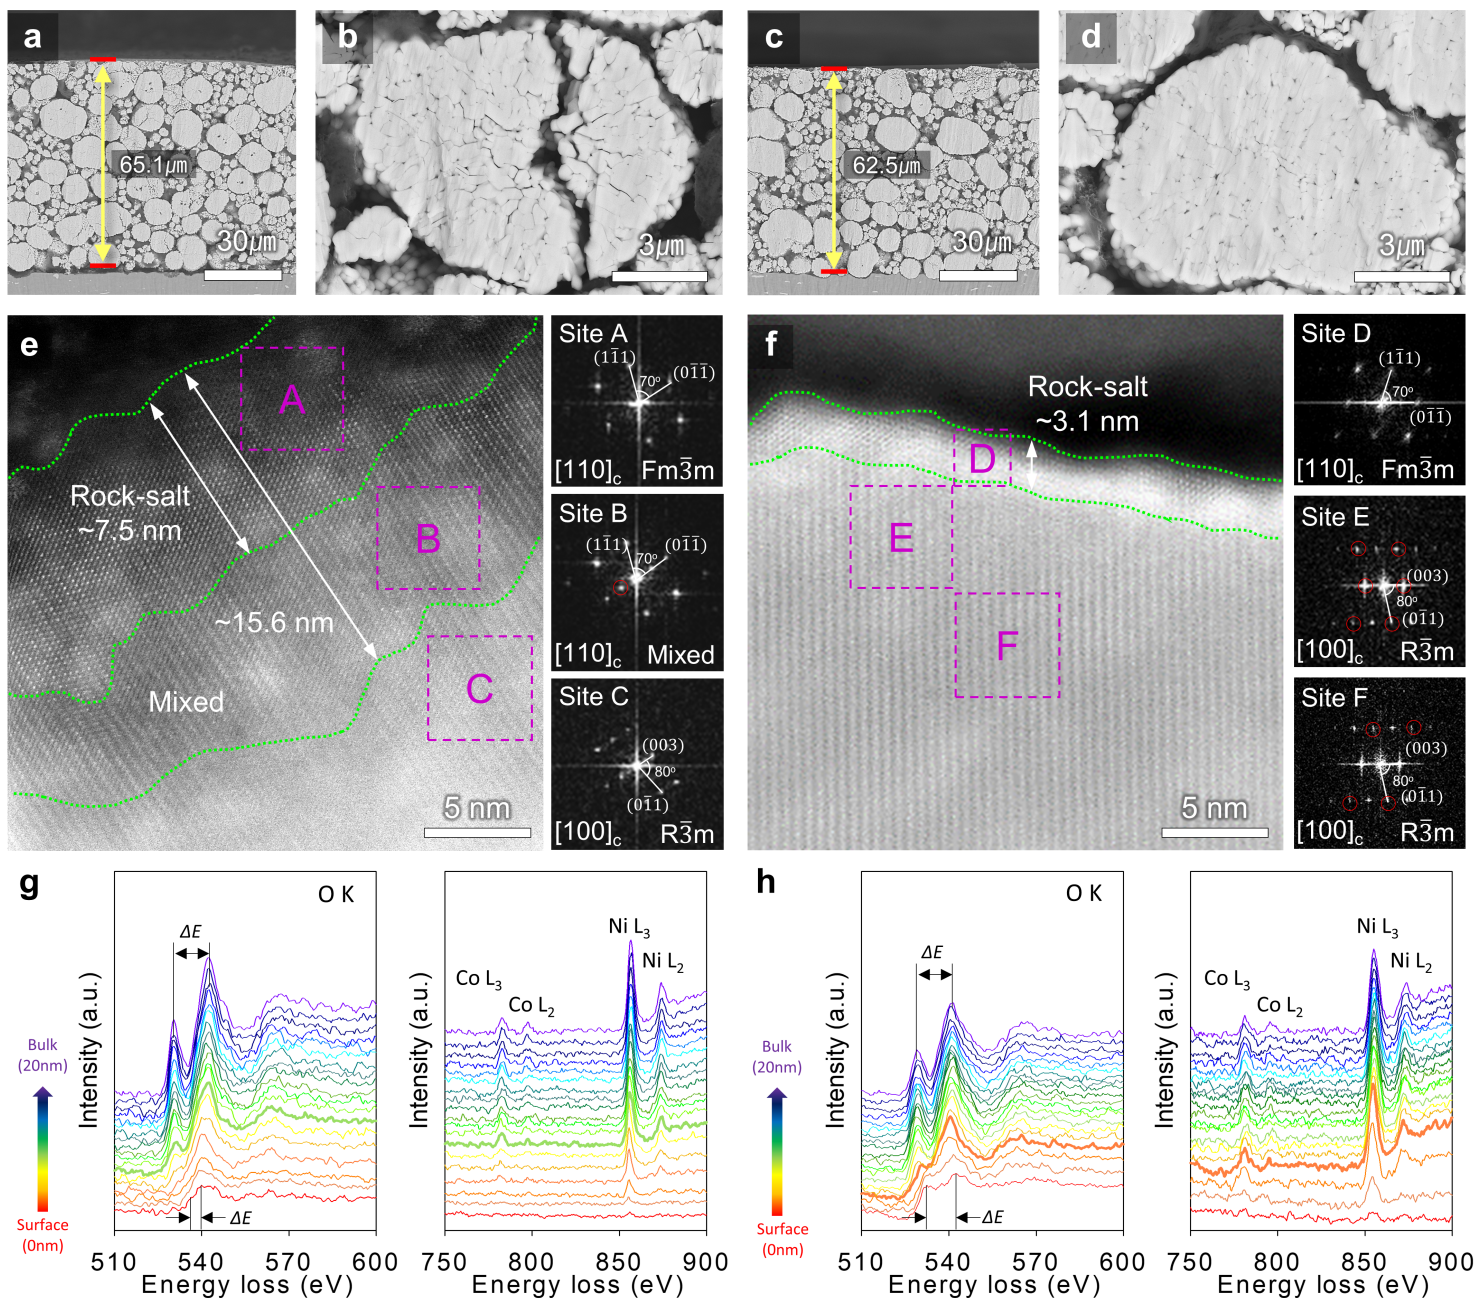 a
65.1μm
30μm
b
3μm
c
62.5μm
30μm
d
3μm
e
A
B
C
Rock-salt
~7.5 nm
~15.6 nm
Mixed
5 nm
Site A
(11̅1)
70°
(01̅1̅)
[110]c Fm3̅m
Site B
(11̅1)
70°
(01̅1̅)
[110]c Mixed
Site C
(003)
80°
(01̅1)
[100]c R3̅m
f
Rock-salt
~3.1 nm
D
E
F
5 nm
Site D
(11̅1)
70°
(01̅1̅)
[110]c Fm3̅m
Site E
(003)
80°
(01̅1)
[100]c R3̅m
Site F
(003)
80°
(01̅1)
[100]c R3̅m
g
O K
ΔE
ΔE
Intensity (a.u.)
Bulk
(20nm)
Surface
(0nm)
510 540 570 600
Energy loss (eV)
Ni L3
Ni L2
Co L3
Co L2
Intensity (a.u.)
750 800 850 900
Energy loss (eV)
h
O K
ΔE
ΔE
Intensity (a.u.)
Bulk
(20nm)
Surface
(0nm)
510 540 570 600
Energy loss (eV)
Ni L3
Ni L2
Co L3
Co L2
Intensity (a.u.)
750 800 850 900
Energy loss (eV)